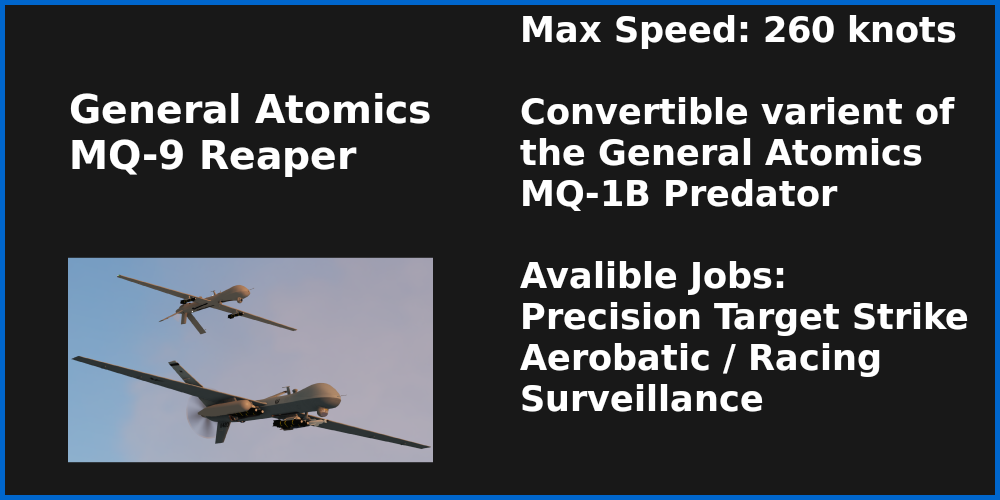 General Atomics
MQ-9 Reaper
Max Speed: 260 knots
Convertible varient of
the General Atomics
MQ-1B Predator
Avalible Jobs:
Precision Target Strike
Aerobatic / Racing
Surveillance